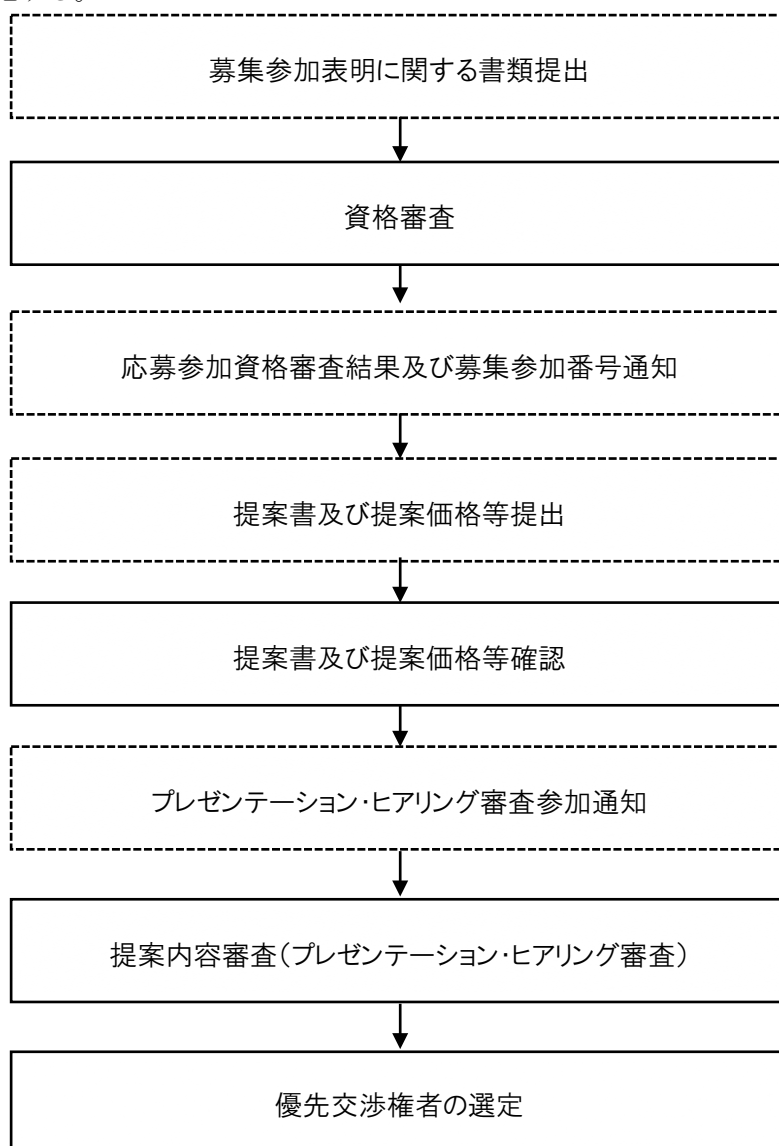 募集参加表明に関する書類提出
資格審査
応募参加資格審査結果及び募集参加番号通知
提案書及び提案価格等提出
提案書及び提案価格等確認
プレゼンテーション・ヒアリング審査参加通知
提案内容審査（プレゼンテーション・ヒアリング審査）
優先交渉権者の選定